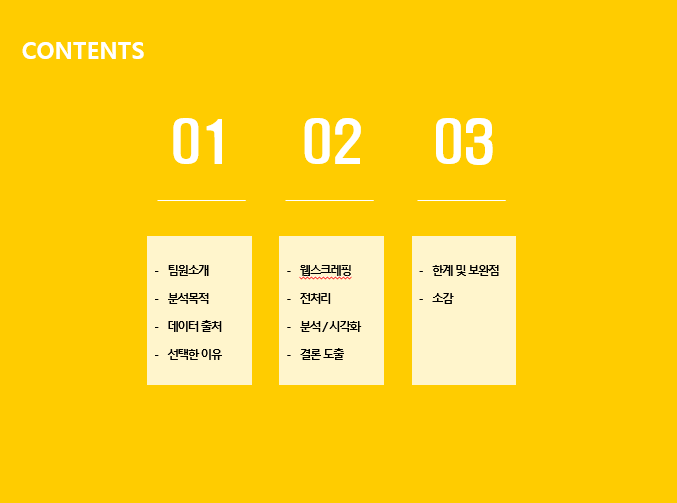 CONTENTS
01
02
03
- 팀원소개
- 분석목적
- 데이터 출처
- 선택한 이유
- 웹스크레핑
- 전처리
- 분석 / 시각화
- 결론 도출
- 한계 및 보완점
- 소감